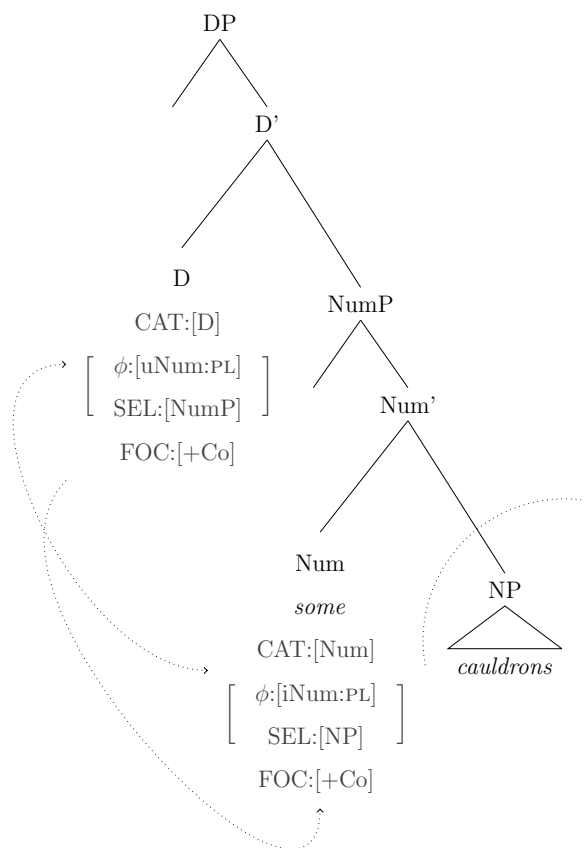 DP
D'
D
CAT:[D]
ϕ:[uNum:PL]
SEL:[NumP]
FOC:[+Co]
NumP
Num'
Num
some
CAT:[Num]
ϕ:[iNum:PL]
SEL:[NP]
FOC:[+Co]
NP
cauldrons